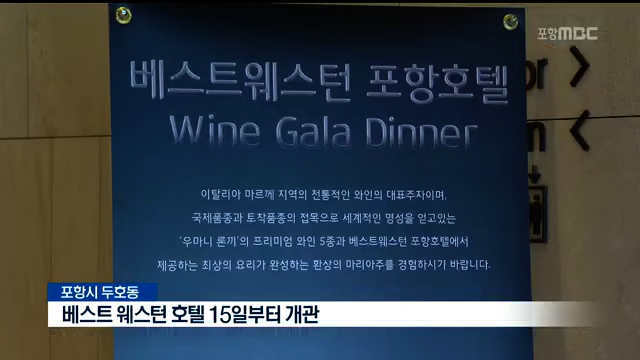 포항MBC
베스트웨스턴 포항호텔
Wine Gala Dinner
이탈리아 마르께 지역의 전통적인 와인의 대표주자이며,
국제품종과 토착품종의 접목으로 세계적인 명성을 얻고있는
'우마니 론끼'의 프리미엄 와인 5종과 베스트웨스턴 포항호텔에서
제공하는 최상의 요리가 완성하는 환상의 마리아주를 경험하시기 바랍니다.
포항시 두호동
베스트 웨스턴 호텔 15일부터 개관